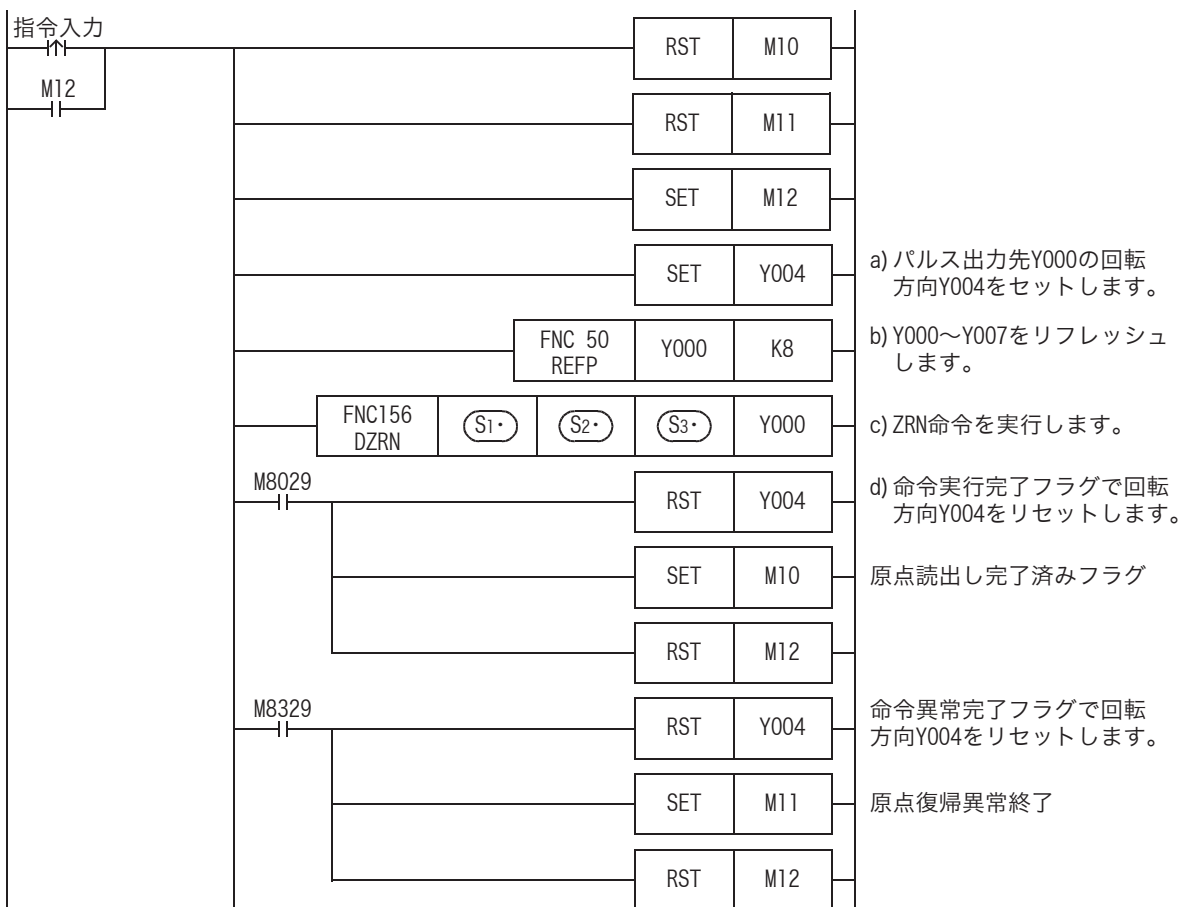 指令入力
RST M10
M12
RST M11
SET M12
SET Y004
a) パルス出力先Y000の回転
方向Y004をセットします。
FNC 50
REFP
Y000 K8
b) Y000～Y007をリフレッシュ
します。
FNC156
DZRN
S1・ S2・ S3・ Y000
c) ZRN命令を実行します。
M8029
RST Y004
d) 命令実行完了フラグで回転
方向Y004をリセットします。
SET M10
原点読出し完了済みフラグ
RST M12
M8329
RST Y004
命令異常完了フラグで回転
方向Y004をリセットします。
SET M11
原点復帰異常終了
RST M12